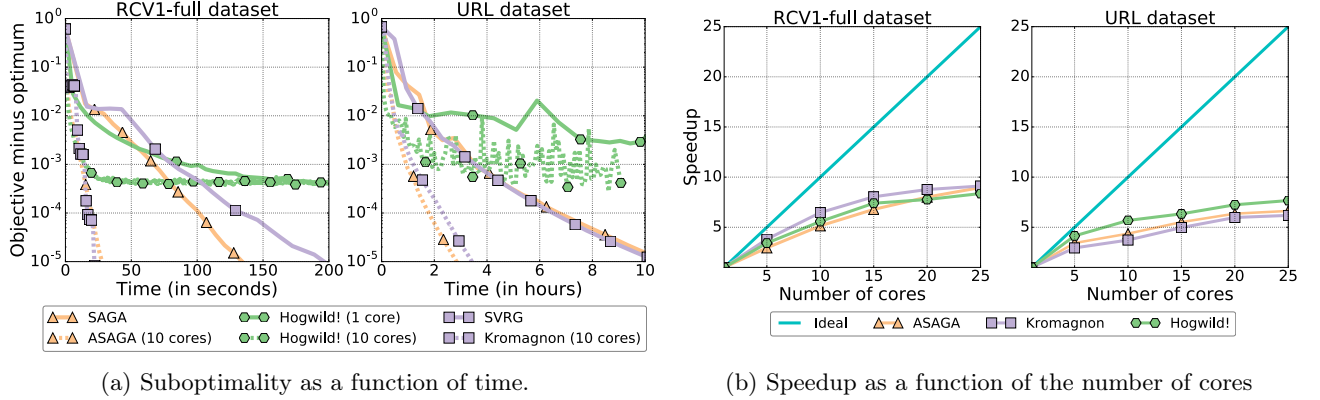 RCV1-full dataset
Objective minus optimum
10^0
10^-1
10^-2
10^-3
10^-4
10^-5
0 50 100 150 200
Time (in seconds)
URL dataset
10^0
10^-1
10^-2
10^-3
10^-4
10^-5
0 2 4 6 8 10
Time (in hours)
SAGA
ASAGA (10 cores)
Hogwild! (1 core)
Hogwild! (10 cores)
SVRG
Kromagnon (10 cores)
(a) Suboptimality as a function of time.
RCV1-full dataset
Speedup
25
20
15
10
5
5 10 15 20 25
Number of cores
URL dataset
25
20
15
10
5
5 10 15 20 25
Number of cores
Ideal ASAGA Kromagnon Hogwild!
(b) Speedup as a function of the number of cores